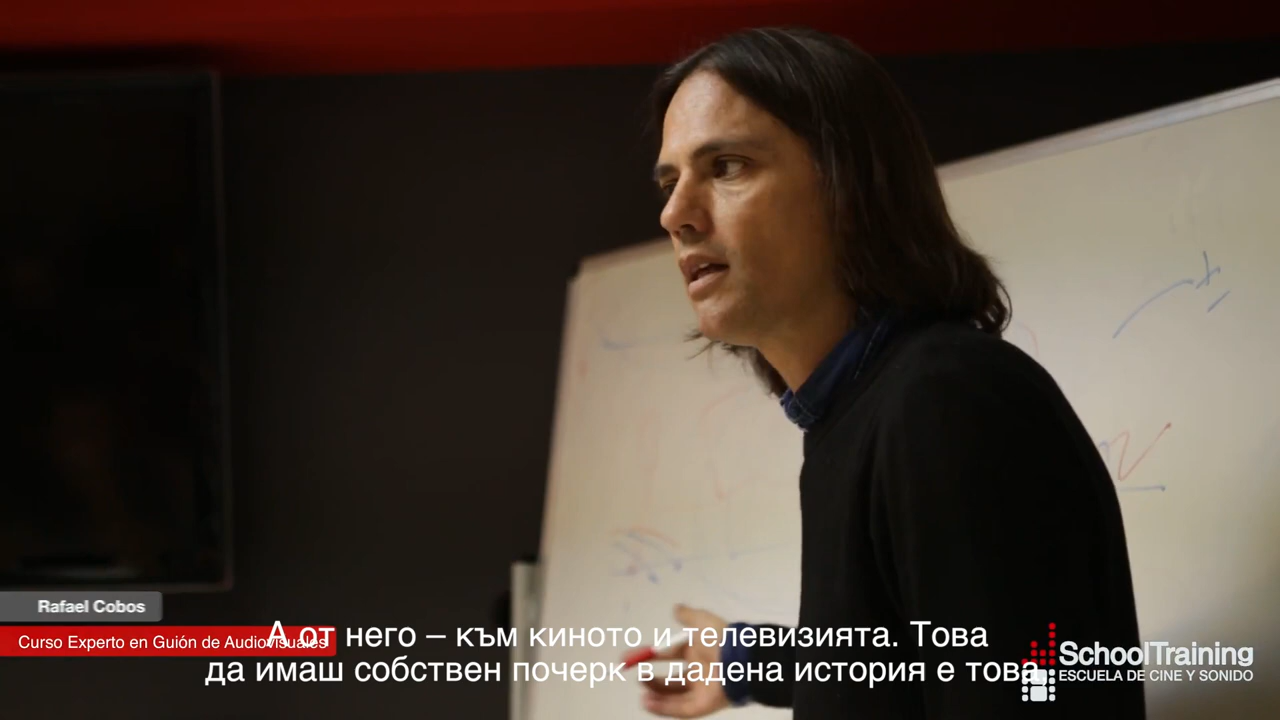 Rafael Cobos
Curso Experto en Guión de Audiovisuales
А от него – към киното и телевизията. Това
да имаш собствен почерк в дадена история е това,
SchoolTraining
ESCUELA DE CINE Y SONIDO